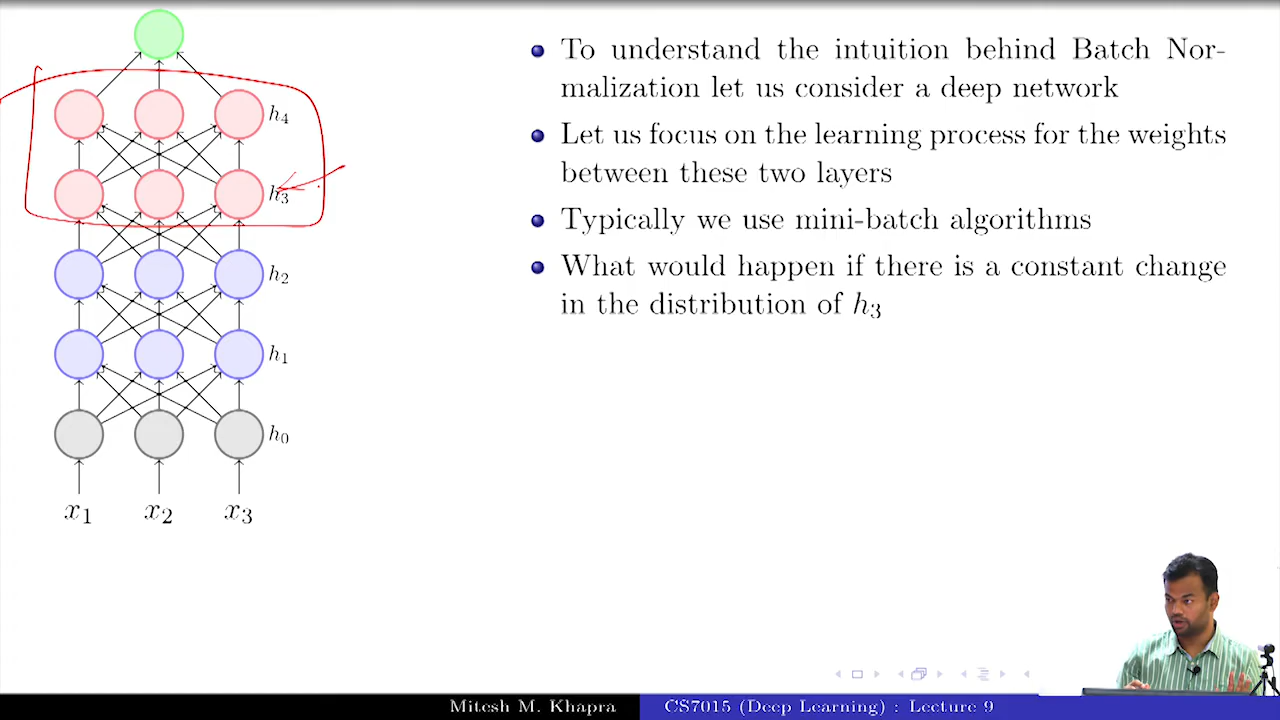 To understand the intuition behind Batch Nor-
malization let us consider a deep network
Let us focus on the learning process for the weights
between these two layers
Typically we use mini-batch algorithms
What would happen if there is a constant change
in the distribution of h₃
h₄
h₃
h₂
h₁
h₀
x₁ x₂ x₃
Mitesh M. Khapra CS7015 (Deep Learning) : Lecture 9